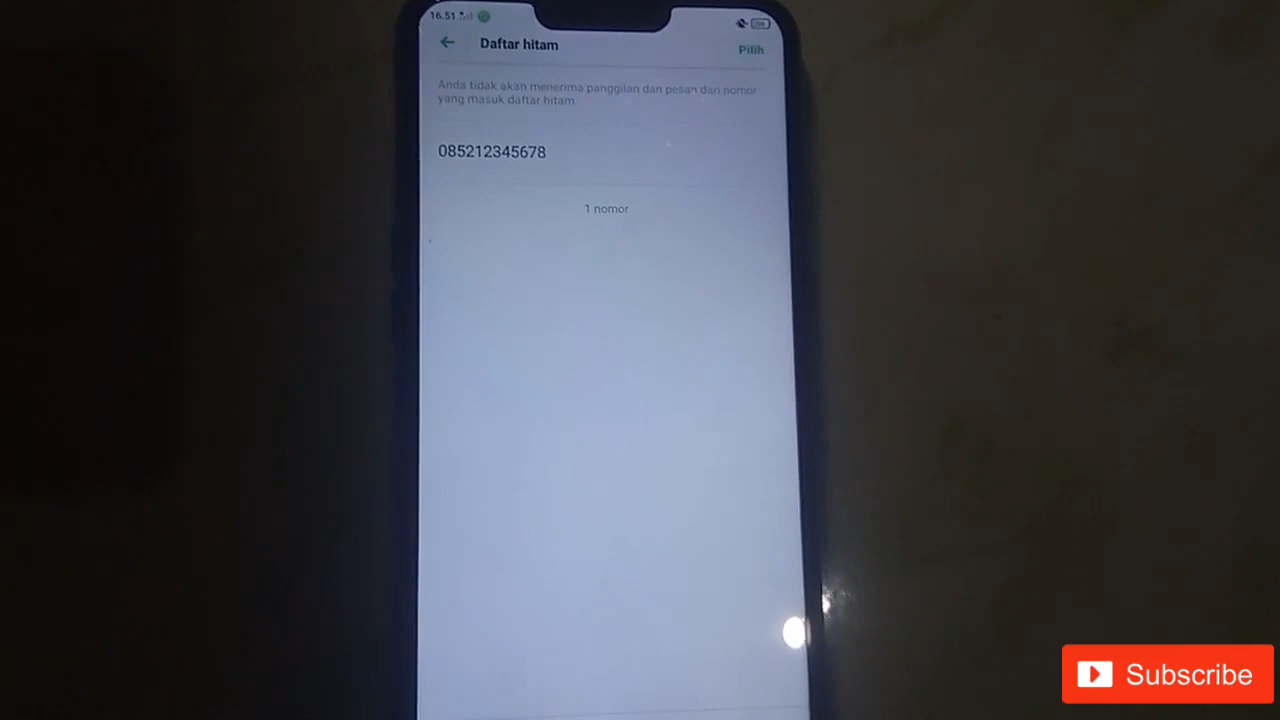 16.51
Daftar hitam
Pilih
Anda tidak akan menerima panggilan dan pesan dari nomor
yang masuk daftar hitam.
085212345678
1 nomor
Subscribe